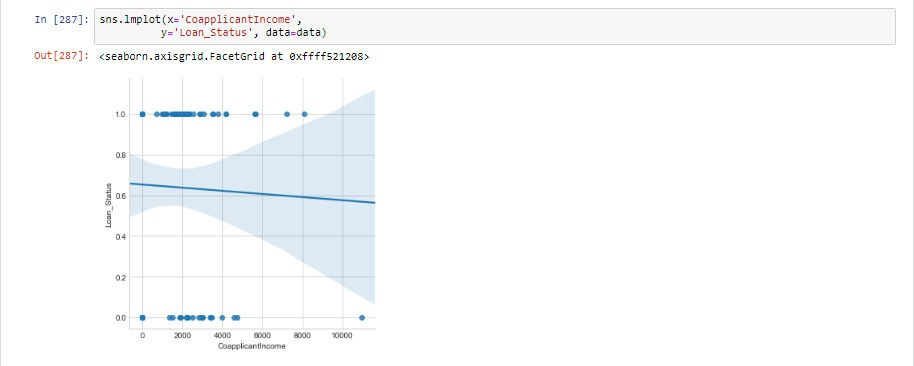 In [287]: sns.lmplot(x='CoapplicantIncome',
y='Loan_Status', data=data)
Out[287]: <seaborn.axisgrid.FacetGrid at 0xffff521208>
1.0
0.8
0.6
0.4
0.2
0.0
Loan_Status
0 2000 4000 6000 8000 10000
CoapplicantIncome